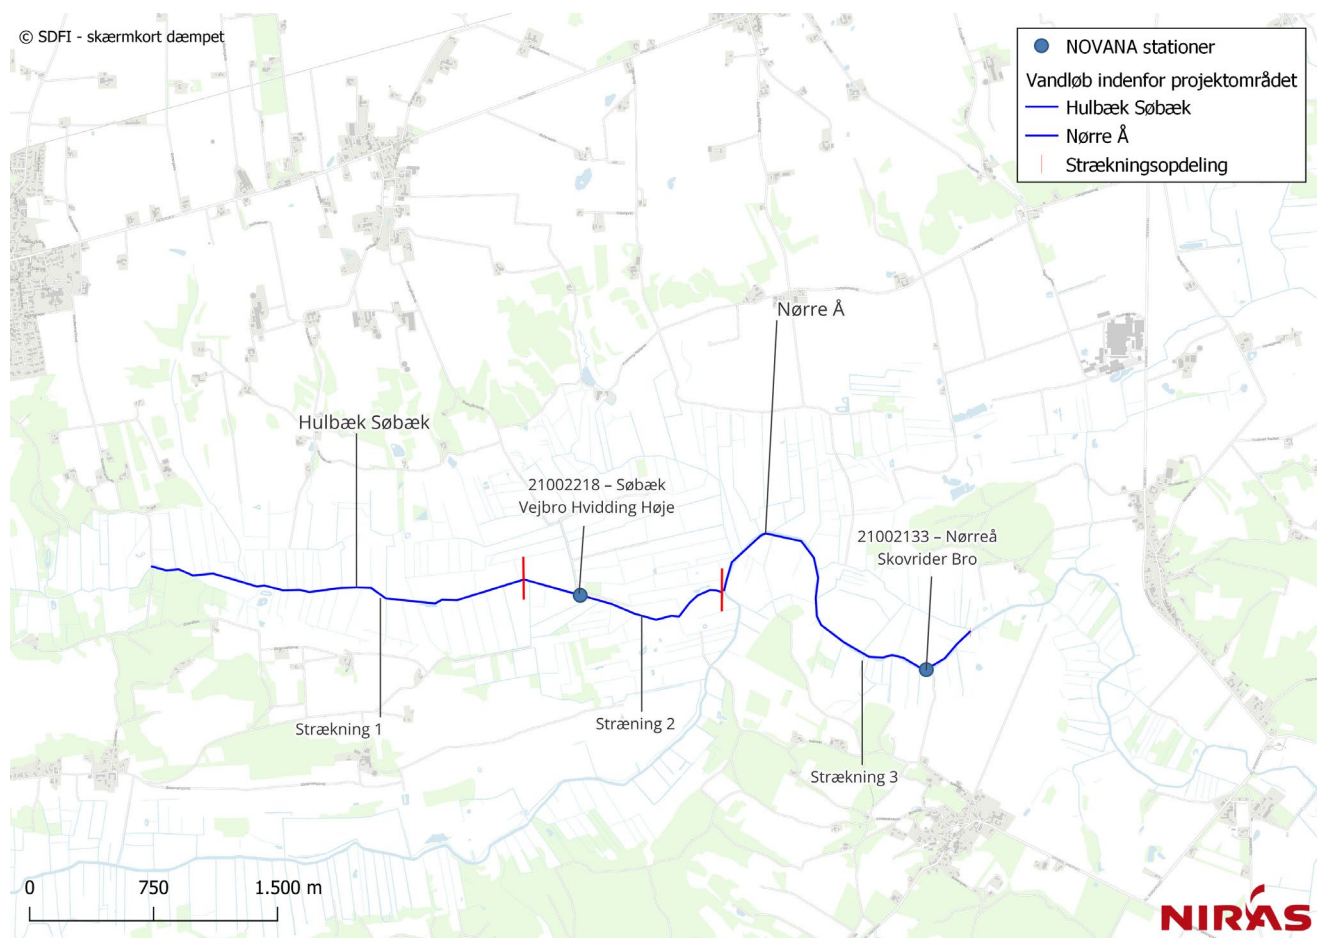 © SDFI - skærmkort dæmpet
NOVANA stationer
Vandløb indenfor projektområdet
Hulbæk Søbæk
Nørre Å
Strækningsopdeling
Nørre Å
Hulbæk Søbæk
21002218 – Søbæk
Vejbro Hvidding Høje
21002133 – Nørreå
Skovrider Bro
Strækning 1
Stræning 2
Strækning 3
0 750 1.500 m
NIRAS